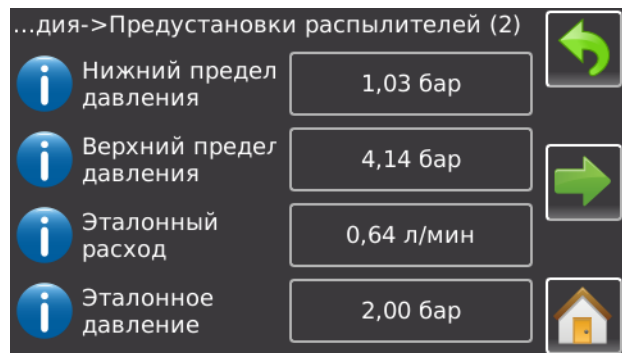 ...дия->Предустановки распылителей (2)
Нижний предел
давления
1,03 бар
Верхний предел
давления
4,14 бар
Эталонный
расход
0,64 л/мин
Эталонное
давление
2,00 бар